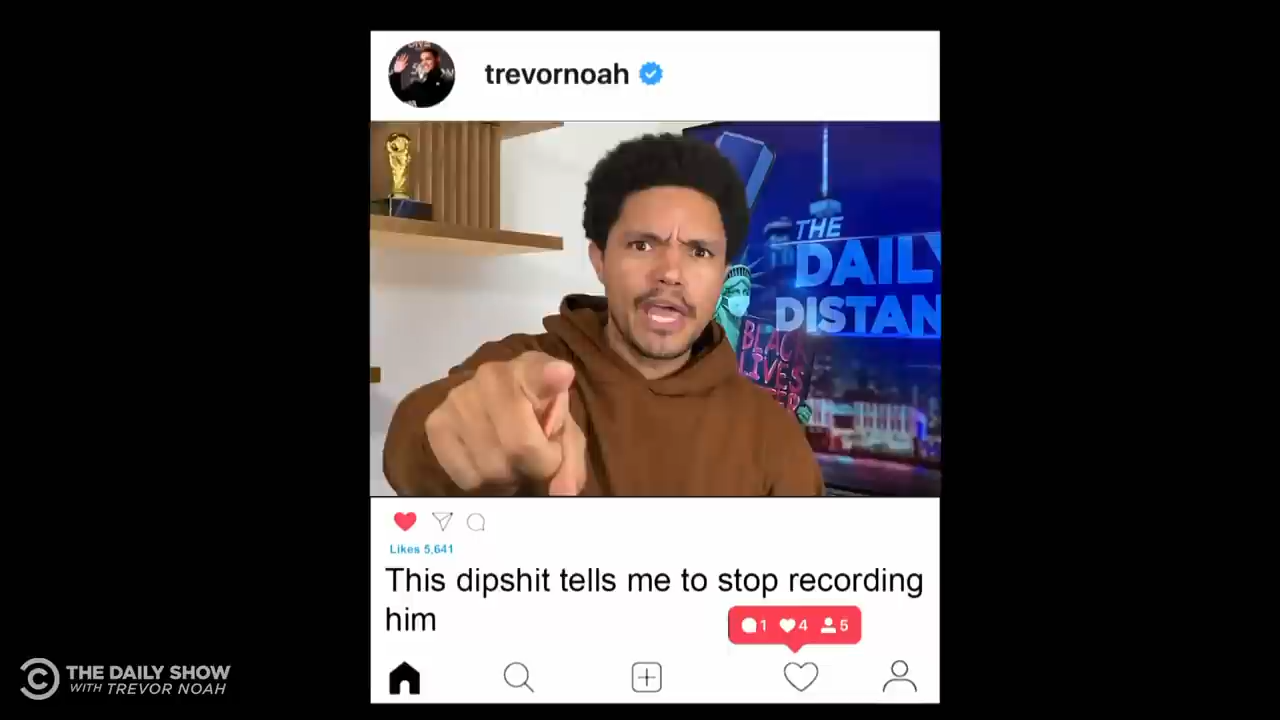 trevornoah
THE
DAILY
DISTAN
BLACK
LIVES
Likes 5,641
This dipshit tells me to stop recording
him
1 4 5
THE DAILY SHOW
WITH TREVOR NOAH